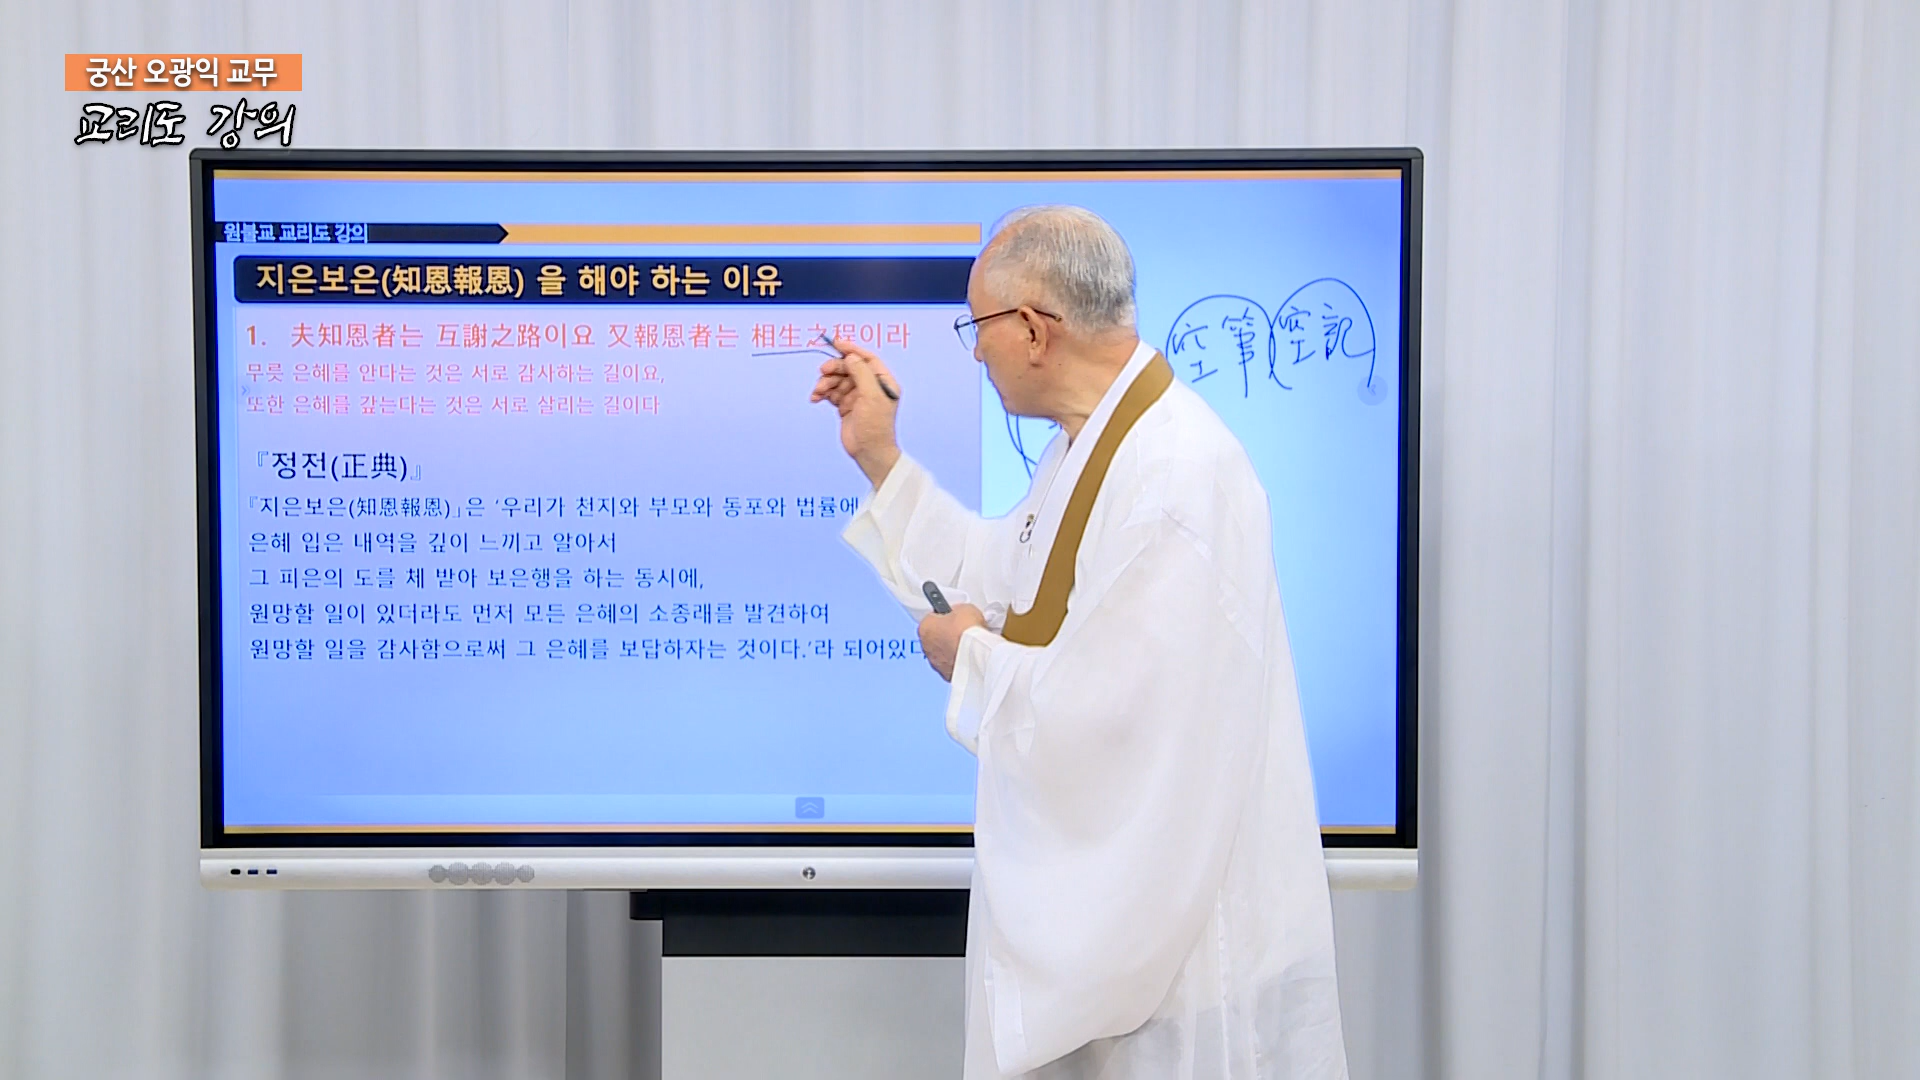 궁산 오광익 교무
교리도 강의
원불교 교리도 강의
지은보은(知恩報恩) 을 해야 하는 이유
1. 夫知恩者는 互謝之路이요 又報恩者는 相生之程이라
무릇 은혜를 안다는 것은 서로 감사하는 길이요,
또한 은혜를 갚는다는 것은 서로 살리는 길이다
『정전(正典)』
『지은보은(知恩報恩)』은 ‘우리가 천지와 부모와 동포와 법률에
은혜 입은 내역을 깊이 느끼고 알아서
그 피은의 도를 체 받아 보은행을 하는 동시에,
원망할 일이 있더라도 먼저 모든 은혜의 소종래를 발견하여
원망할 일을 감사함으로써 그 은혜를 보답하자는 것이다.’라 되어있다